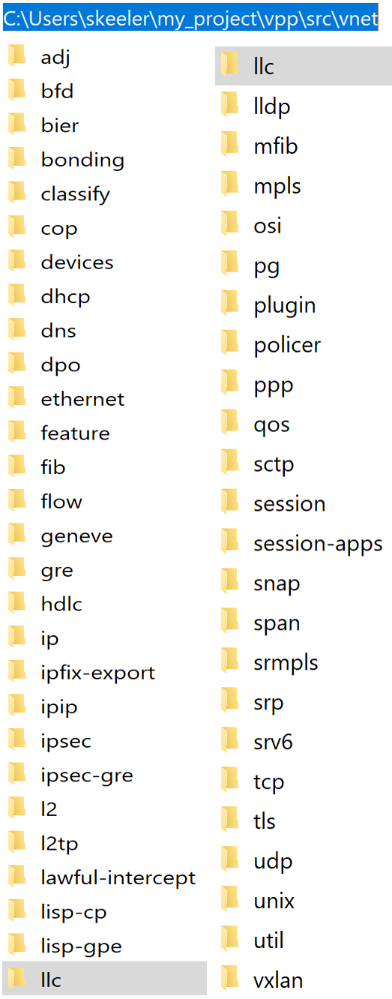 C:\Users\skeeler\my_project\vpp\src\vnet
adj
bfd
bier
bonding
classify
cop
devices
dhcp
dns
dpo
ethernet
feature
fib
flow
geneve
gre
hdlc
ip
ipfix-export
ipip
ipsec
ipsec-gre
l2
l2tp
lawful-intercept
lisp-cp
lisp-gpe
llc
llc
lldp
mfib
mpls
osi
pg
plugin
policer
ppp
qos
sctp
session
session-apps
snap
span
srmpls
srp
srv6
tcp
tls
udp
unix
util
vxlan